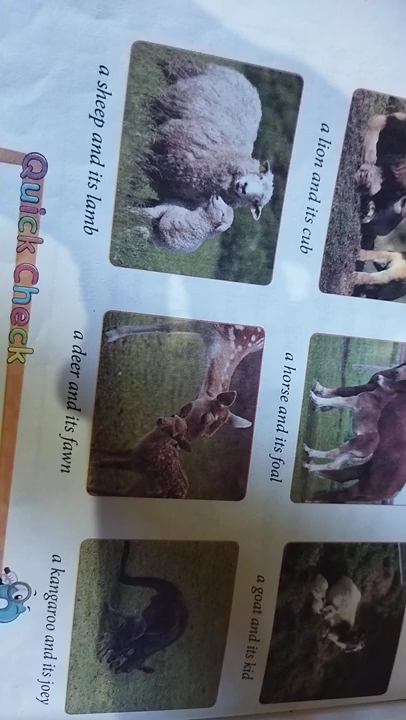 a lion and its cub
a horse and its foal
a goat and its kid
a sheep and its lamb
a deer and its fawn
a kangaroo and its joey
Quick Check